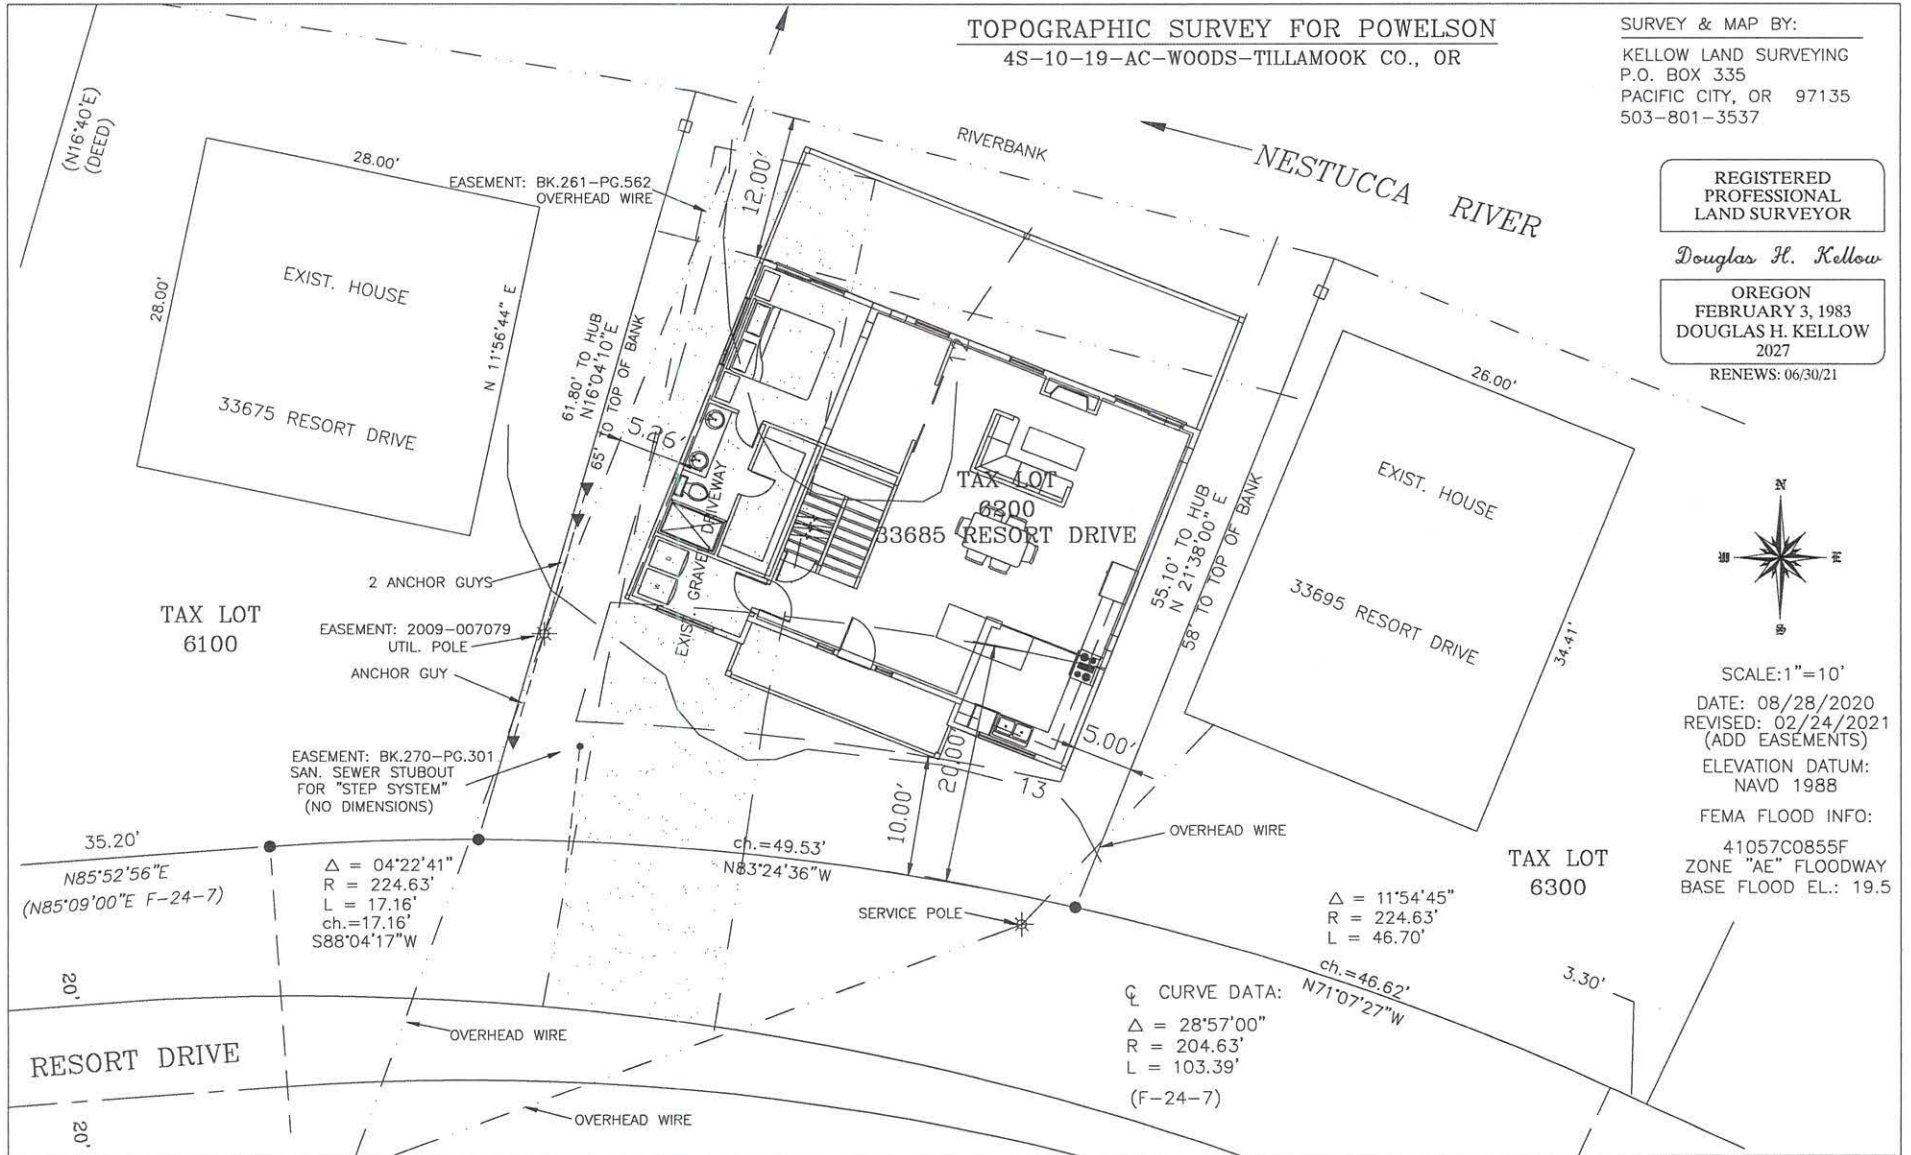 TOPOGRAPHIC SURVEY FOR POWELSON
4S-10-19-AC-WOODS-TILLAMOOK CO., OR
SURVEY & MAP BY:
KELLOW LAND SURVEYING
P.O. BOX 335
PACIFIC CITY, OR 97135
503-801-3537
REGISTERED
PROFESSIONAL
LAND SURVEYOR
Douglas H. Kellow
OREGON
FEBRUARY 3, 1983
DOUGLAS H. KELLOW
2027
RENEWS: 06/30/21
(N16°40'E)
(DEED)
28.00'
28.00'
EXIST. HOUSE
33675 RESORT DRIVE
N 11°56'44" E
EASEMENT: BK.261-PG.562
OVERHEAD WIRE
12.00'
RIVERBANK
NESTUCCA RIVER
61.80' TO HUB
N16°04'10"E
65' TO TOP OF BANK
5.26'
12
EXIST. GRAVEL DRIVEWAY
TAX LOT
6200
33685 RESORT DRIVE
55.10' TO HUB
N 21°38'00" E
58' TO TOP OF BANK
26.00'
EXIST. HOUSE
33695 RESORT DRIVE
34.41'
N
E
S
SCALE:1"=10'
DATE: 08/28/2020
REVISED: 02/24/2021
(ADD EASEMENTS)
ELEVATION DATUM:
NAVD 1988
FEMA FLOOD INFO:
41057C0855F
ZONE "AE" FLOODWAY
BASE FLOOD EL.: 19.5
TAX LOT
6100
2 ANCHOR GUYS
EASEMENT: 2009-007079
UTIL. POLE
ANCHOR GUY
EASEMENT: BK.270-PG.301
SAN. SEWER STUBOUT
FOR "STEP SYSTEM"
(NO DIMENSIONS)
5.00'
20.00'
10.00'
13
OVERHEAD WIRE
TAX LOT
6300
35.20'
N85°52'56"E
(N85°09'00"E F-24-7)
Δ = 04°22'41"
R = 224.63'
L = 17.16'
ch.=17.16'
S88°04'17"W
ch.=49.53'
N83°24'36"W
SERVICE POLE
Δ = 11°54'45"
R = 224.63'
L = 46.70'
ch.=46.62'
N71°07'27"W
3.30'
℄ CURVE DATA:
Δ = 28°57'00"
R = 204.63'
L = 103.39'
(F-24-7)
20'
RESORT DRIVE
20'
OVERHEAD WIRE
OVERHEAD WIRE